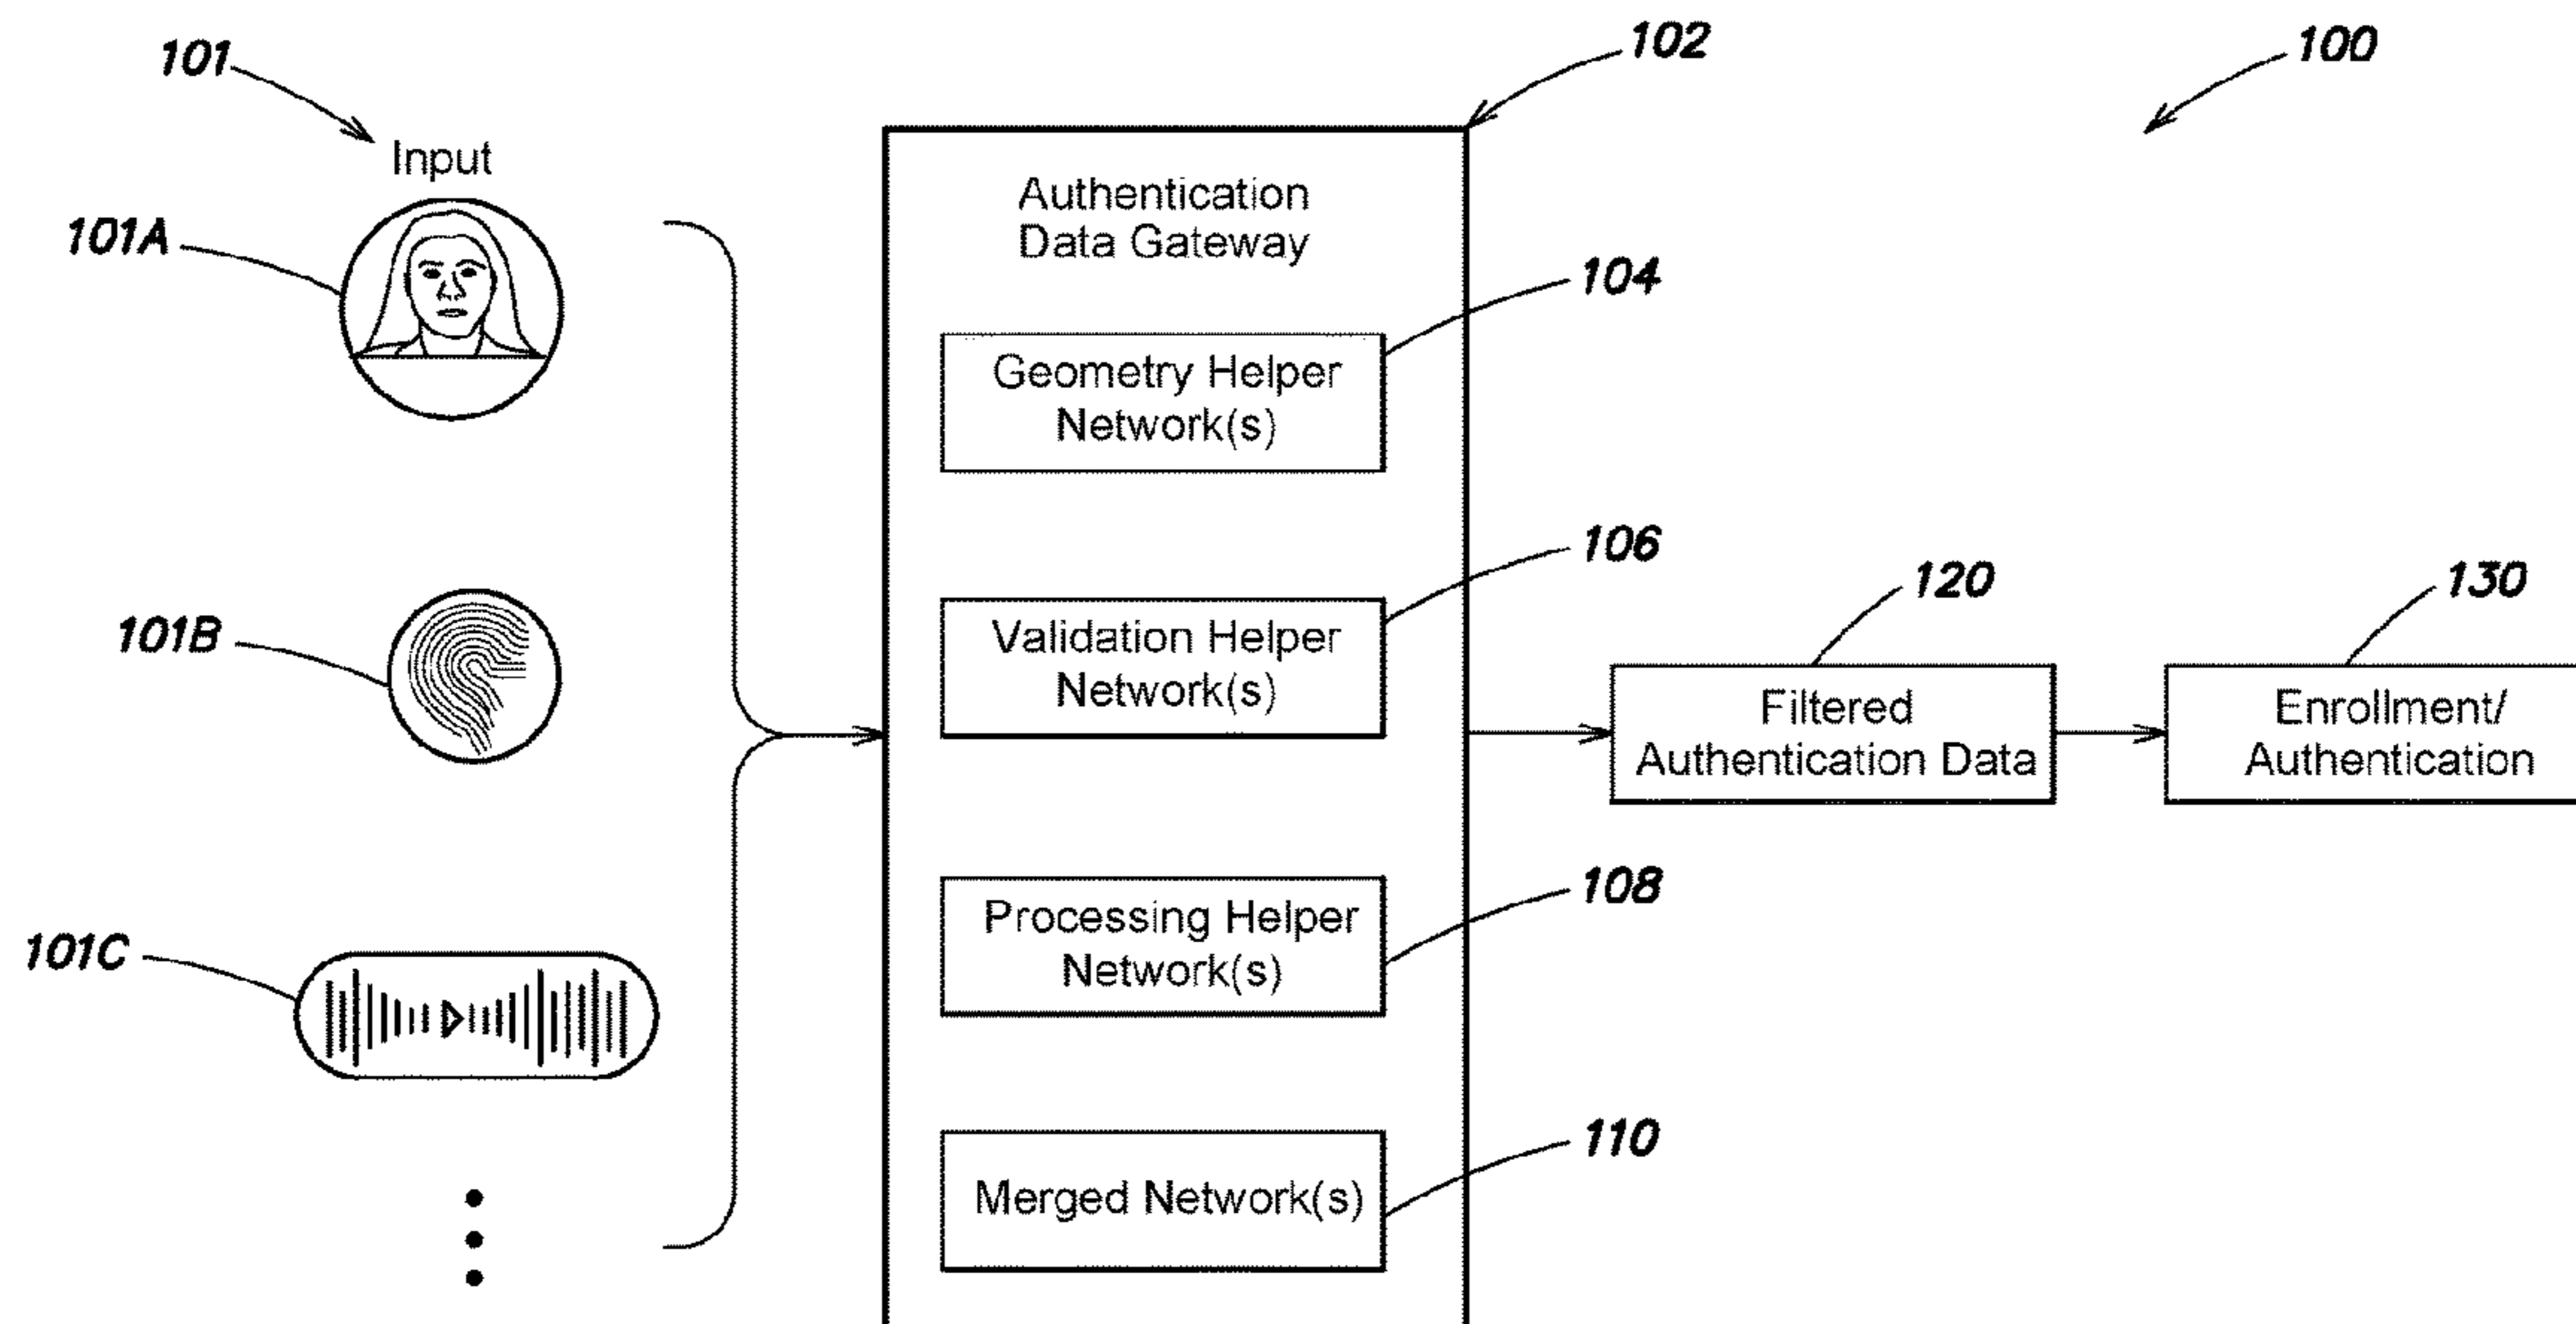 101
102
100
Input
101A
Authentication
Data Gateway
104
Geometry Helper
Network(s)
106
101B
Validation Helper
Network(s)
120
130
Filtered
Authentication Data
Enrollment/
Authentication
108
101C
Processing Helper
Network(s)
110
Merged Network(s)